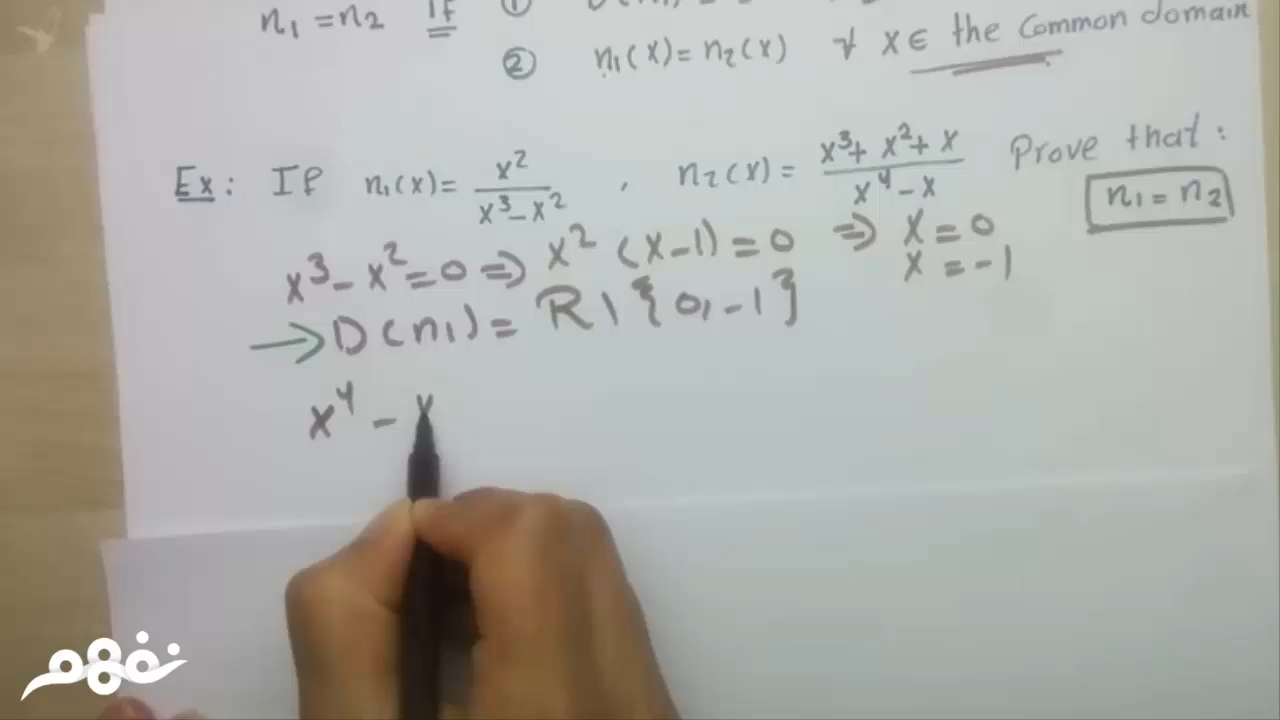 n₁ = n₂ If ①
② n₁(x) = n₂(x) ∀ x ∈ the Common domain
Ex: If n₁(x) = x²/(x³ − x²) , n₂(x) = (x³ + x² + x)/(x⁴ − x) Prove that :
n₁ = n₂
x³ − x² = 0 ⇒ x² (x−1) = 0 ⇒ x = 0
x = −1
→ D(n₁) = R \ {0, −1}
x⁴ − x
نفهم